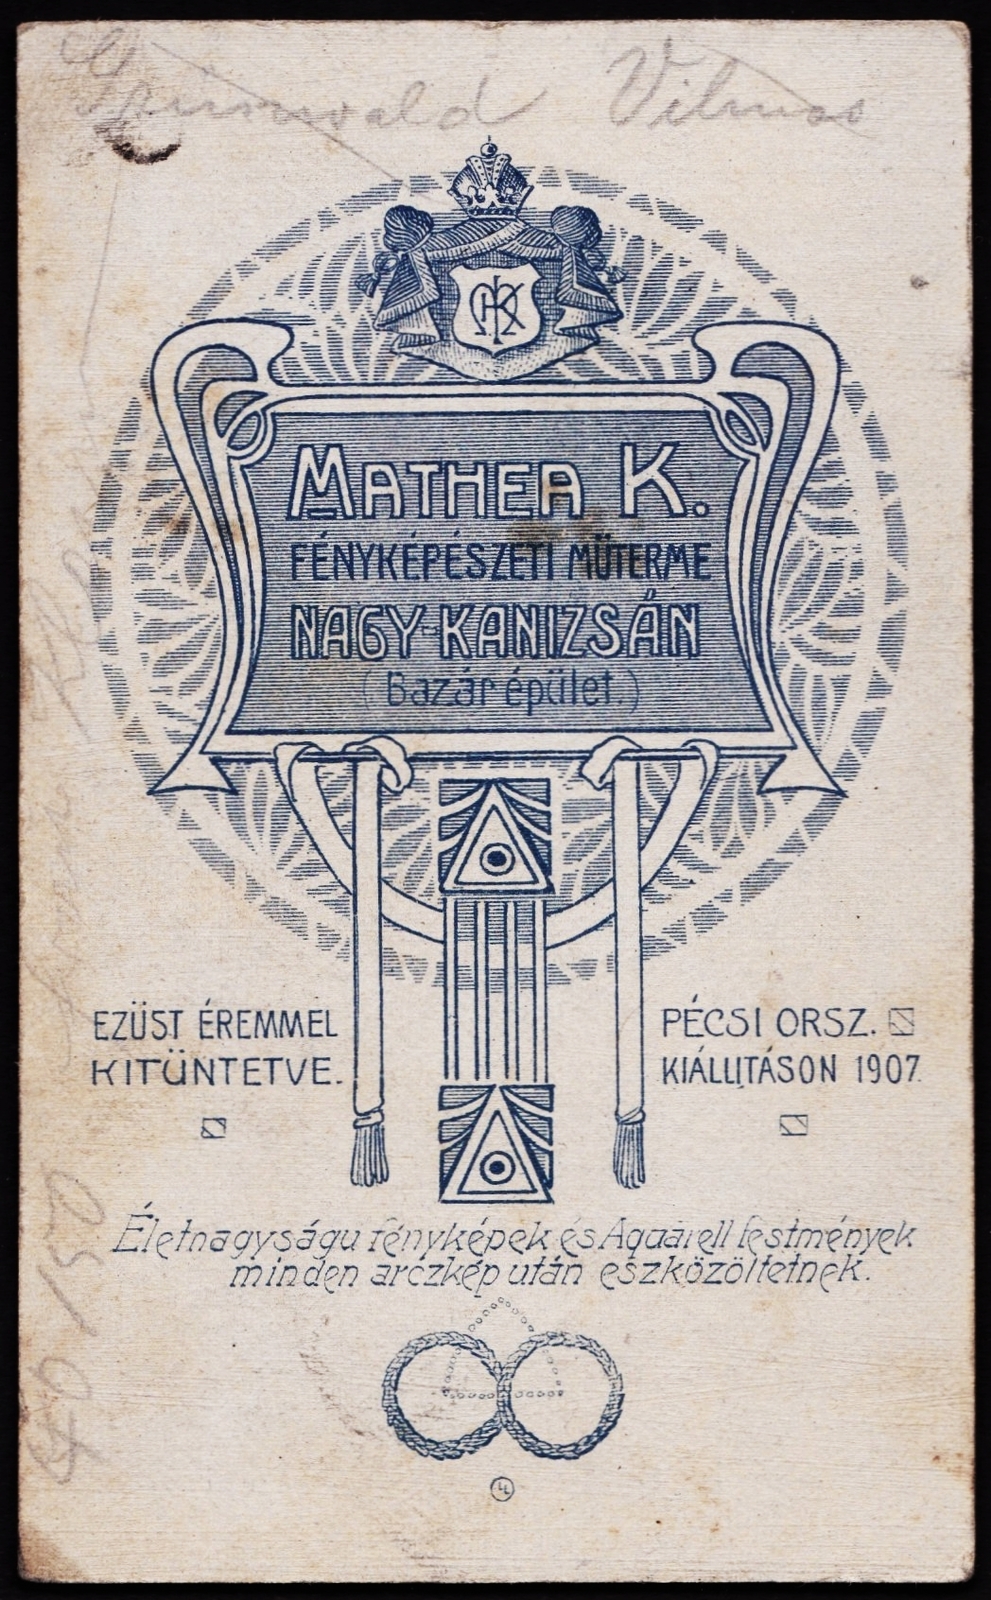 Grünwald Vilmos
MK
MATHEA K.
FÉNYKÉPÉSZETI MŰTERME
NAGY-KANIZSÁN
(Bazár épület.)
EZÜST ÉREMMEL
KITÜNTETVE.
PÉCSI ORSZ.
KIÁLLITÁSON 1907.
Életnagyságu fényképek és Aquarell festmények
minden arczkép után eszközöltetnek.